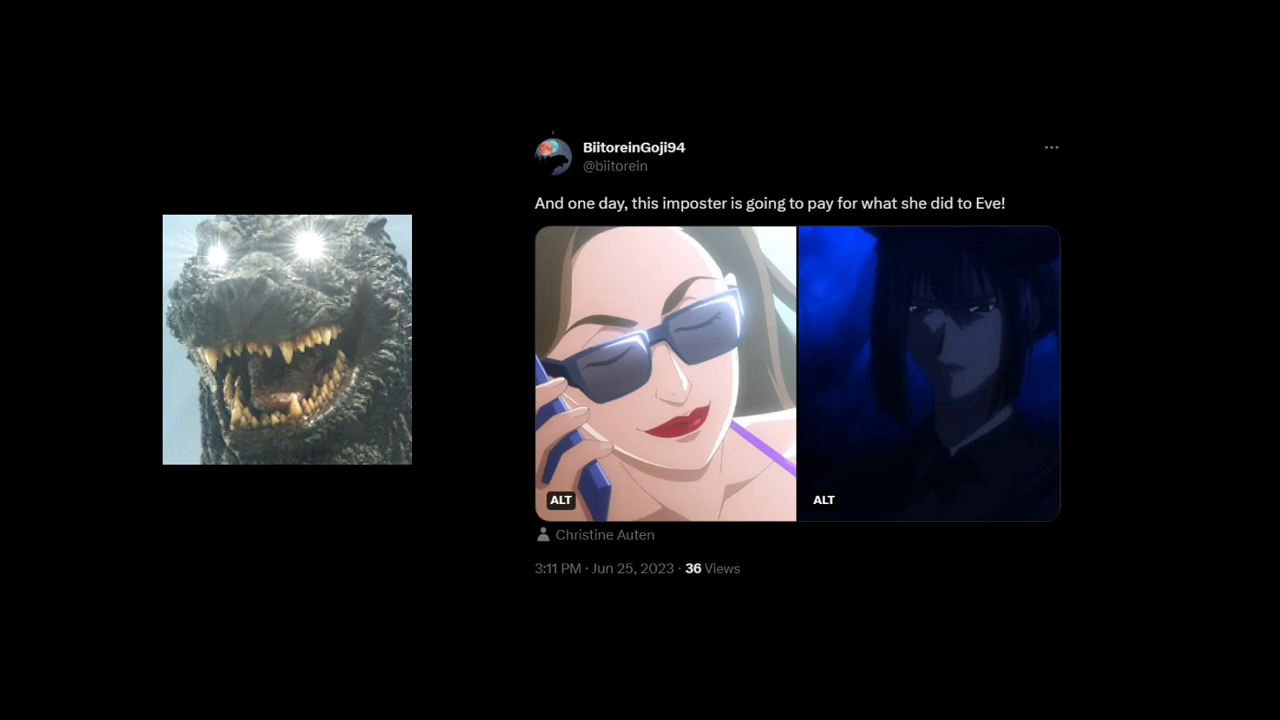 BiitoreinGoji94
@biitorein
And one day, this imposter is going to pay for what she did to Eve!
ALT
ALT
Christine Auten
3:11 PM · Jun 25, 2023 · 36 Views